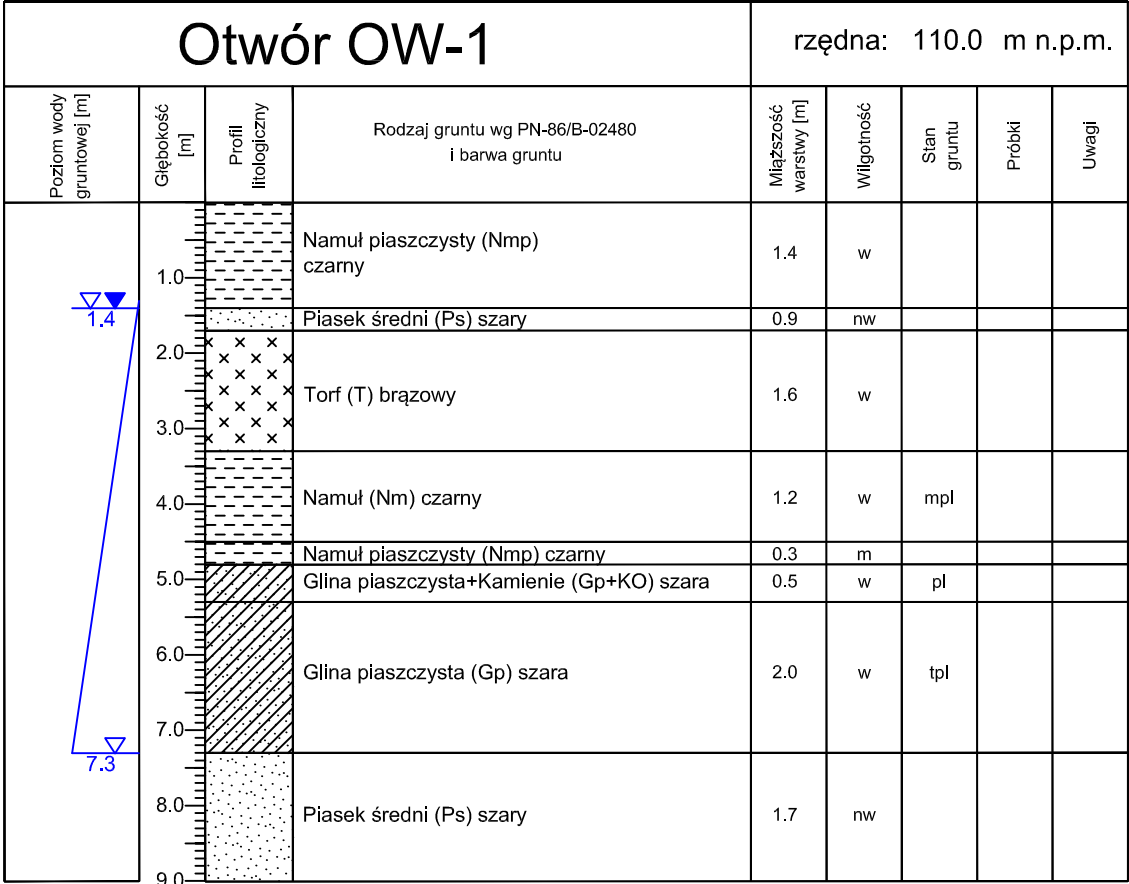 Otwór OW-1
rzędna: 110.0 m n.p.m.
Poziom wody
gruntowej [m]
Głębokość
[m]
Profil
litologiczny
Rodzaj gruntu wg PN-86/B-02480
i barwa gruntu
Miąższość
warstwy [m]
Wilgotność
Stan
gruntu
Próbki
Uwagi
Namuł piaszczysty (Nmp)
czarny
1.4 w
1.0
1.4
Piasek średni (Ps) szary 0.9 nw
2.0
Torf (T) brązowy 1.6 w
3.0
4.0 Namuł (Nm) czarny 1.2 w mpl
Namuł piaszczysty (Nmp) czarny 0.3 m
5.0 Glina piaszczysta+Kamienie (Gp+KO) szara 0.5 w pl
6.0
Glina piaszczysta (Gp) szara 2.0 w tpl
7.0
7.3
8.0
Piasek średni (Ps) szary 1.7 nw
9.0